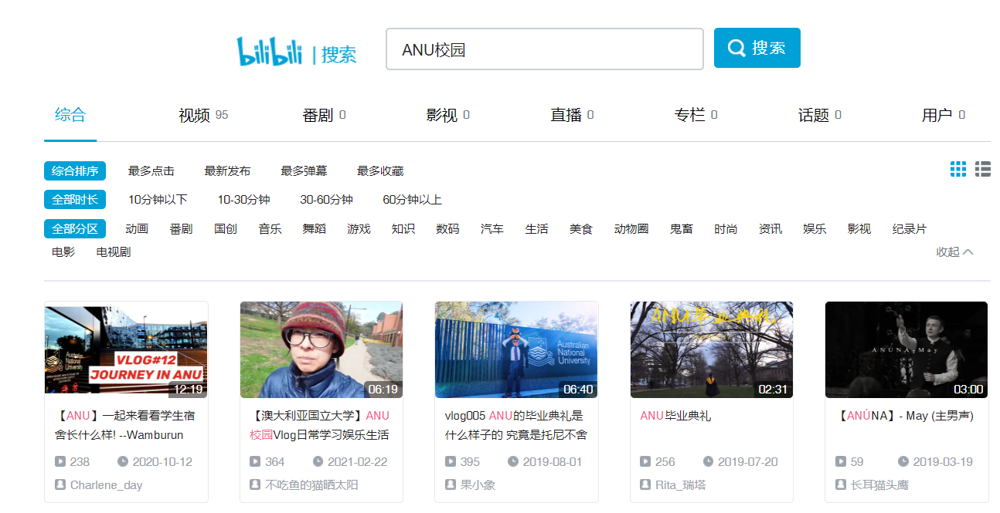 bilibili | 搜索
ANU校园
搜索
综合 视频 95 番剧 0 影视 0 直播 0 专栏 0 话题 0 用户 0
综合排序 最多点击 最新发布 最多弹幕 最多收藏
全部时长 10分钟以下 10-30分钟 30-60分钟 60分钟以上
全部分区 动画 番剧 国创 音乐 舞蹈 游戏 知识 数码 汽车 生活 美食 动物圈 鬼畜 时尚 资讯 娱乐 影视 纪录片
电影 电视剧 收起
Australian
National
University
VLOG#12
JOURNEY IN ANU
12:19
【ANU】一起来看看学生宿
舍长什么样! --Wamburun
238 2020-10-12
Charlene_day
06:19
【澳大利亚国立大学】ANU
校园Vlog日常学习娱乐生活
364 2021-02-22
不吃鱼的猫晒太阳
Australian
National
University
06:40
vlog005 ANU的毕业典礼是
什么样子的 究竟是托尼不舍
395 2019-08-01
果小象
ANU毕业典礼
02:31
ANU毕业典礼
256 2019-07-20
Rita_瑞塔
ANÚNA-May
03:00
【ANÚNA】- May (主男声)
59 2019-03-19
长耳猫头鹰